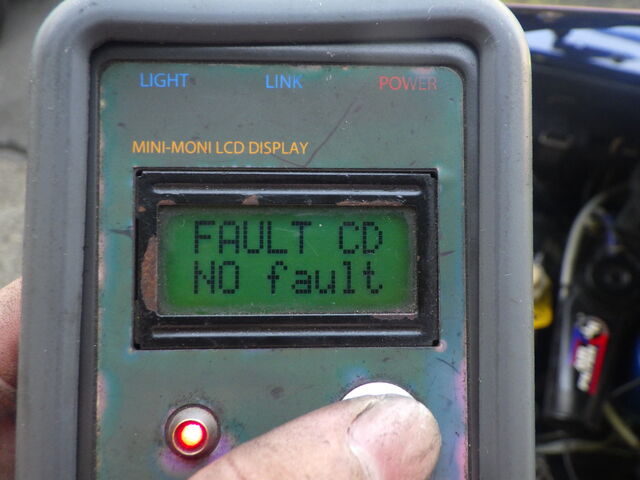 LIGHT LINK POWER
MINI-MONI LCD DISPLAY
FAULT CD
NO fault